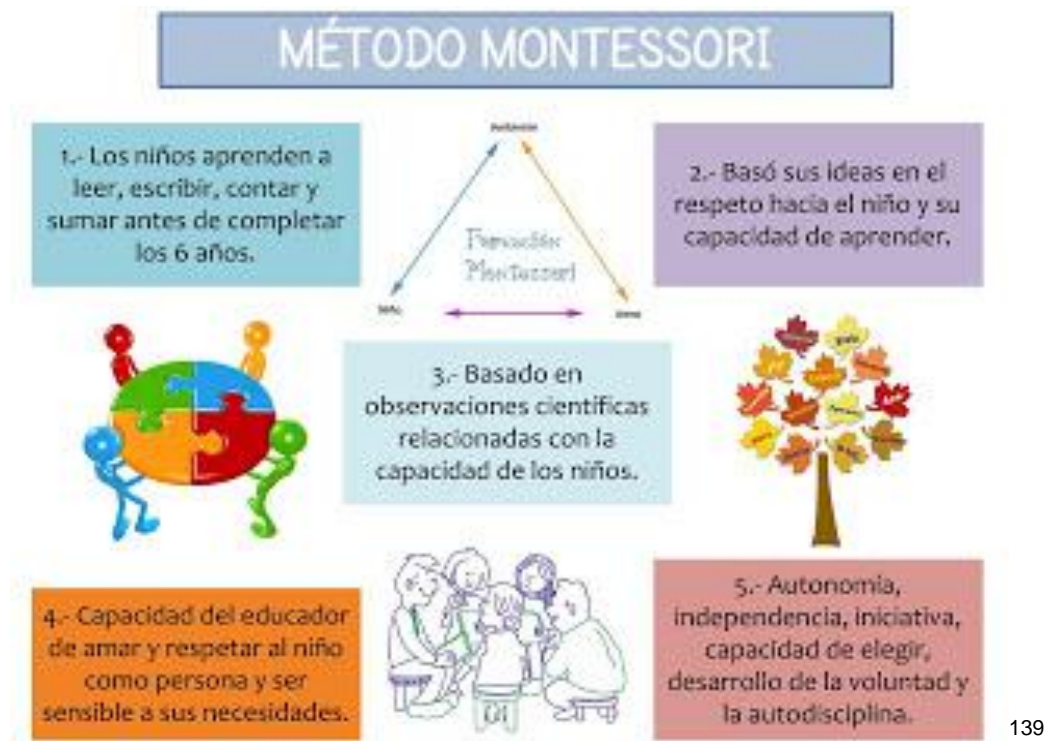 MÉTODO MONTESSORI
1.- Los niños aprenden a
leer, escribir, contar y
sumar antes de completar
los 6 años.
Ambiente
Formación
Montessori
Niño
2.- Basó sus ideas en el
respeto hacia el niño y su
capacidad de aprender.
3.- Basado en
observaciones científicas
relacionadas con la
capacidad de los niños.
4.- Capacidad del educador
de amar y respetar al niño
como persona y ser
sensible a sus necesidades.
5.- Autonomía,
independencia, iniciativa,
capacidad de elegir,
desarrollo de la voluntad y
la autodisciplina.
139